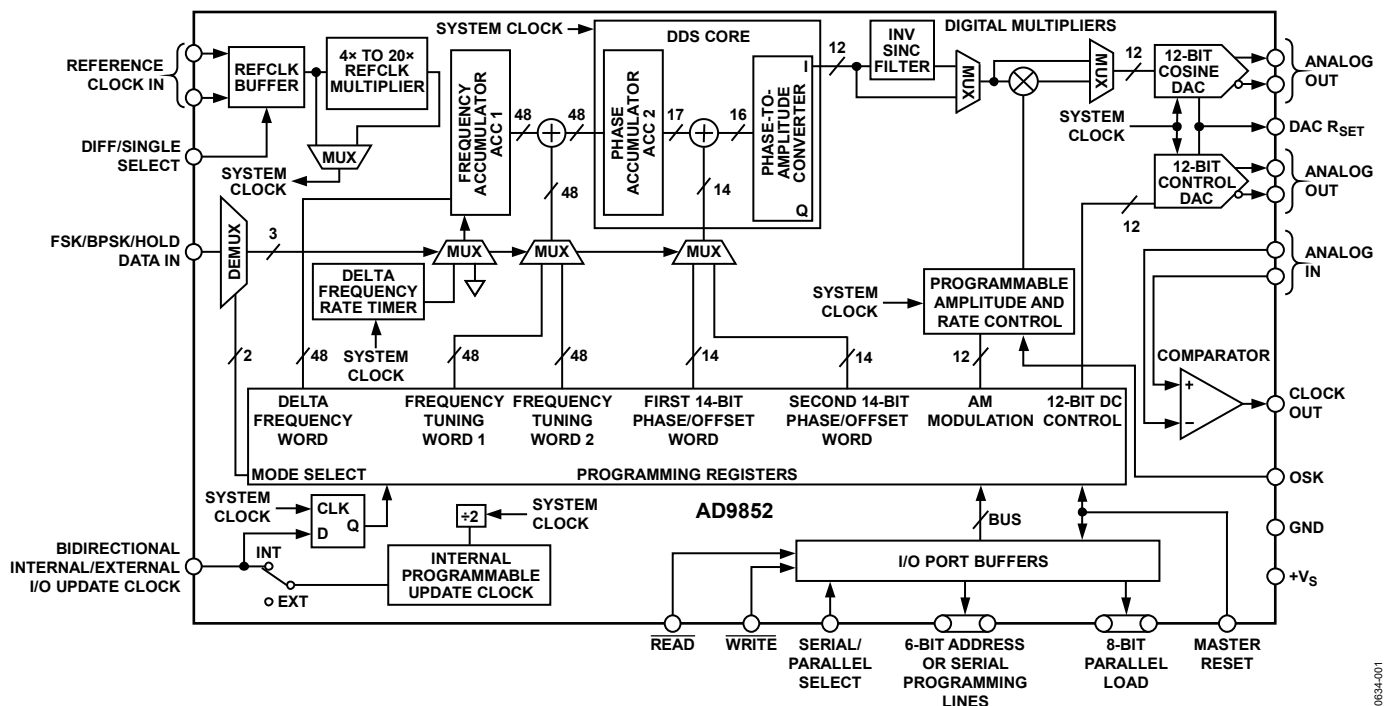 SYSTEM CLOCK
DDS CORE
DIGITAL MULTIPLIERS
REFERENCE
CLOCK IN
REFCLK
BUFFER
4× TO 20×
REFCLK
MULTIPLIER
MUX
SYSTEM
CLOCK
DIFF/SINGLE
SELECT
FREQUENCY
ACCUMULATOR
ACC 1
48
48
48
PHASE
ACCUMULATOR
ACC 2
17
16
14
PHASE-TO-
AMPLITUDE
CONVERTER
I
Q
12
INV
SINC
FILTER
MUX
MUX
12
12-BIT
COSINE
DAC
ANALOG
OUT
SYSTEM
CLOCK
DAC RSET
12-BIT
CONTROL
DAC
ANALOG
OUT
12
FSK/BPSK/HOLD
DATA IN
DEMUX
3
MUX
MUX
MUX
ANALOG
IN
DELTA
FREQUENCY
RATE TIMER
SYSTEM
CLOCK
SYSTEM
CLOCK
PROGRAMMABLE
AMPLITUDE AND
RATE CONTROL
2
48
48
48
14
14
12
COMPARATOR
+
−
CLOCK
OUT
DELTA
FREQUENCY
WORD
FREQUENCY
TUNING
WORD 1
FREQUENCY
TUNING
WORD 2
FIRST 14-BIT
PHASE/OFFSET
WORD
SECOND 14-BIT
PHASE/OFFSET
WORD
AM
MODULATION
12-BIT DC
CONTROL
MODE SELECT
PROGRAMMING REGISTERS
OSK
SYSTEM
CLOCK
CLK
D
Q
÷2
SYSTEM
CLOCK
AD9852
BUS
GND
BIDIRECTIONAL
INTERNAL/EXTERNAL
I/O UPDATE CLOCK
INT
EXT
INTERNAL
PROGRAMMABLE
UPDATE CLOCK
I/O PORT BUFFERS
+VS
READ
WRITE
SERIAL/
PARALLEL
SELECT
6-BIT ADDRESS
OR SERIAL
PROGRAMMING
LINES
8-BIT
PARALLEL
LOAD
MASTER
RESET
0634-001